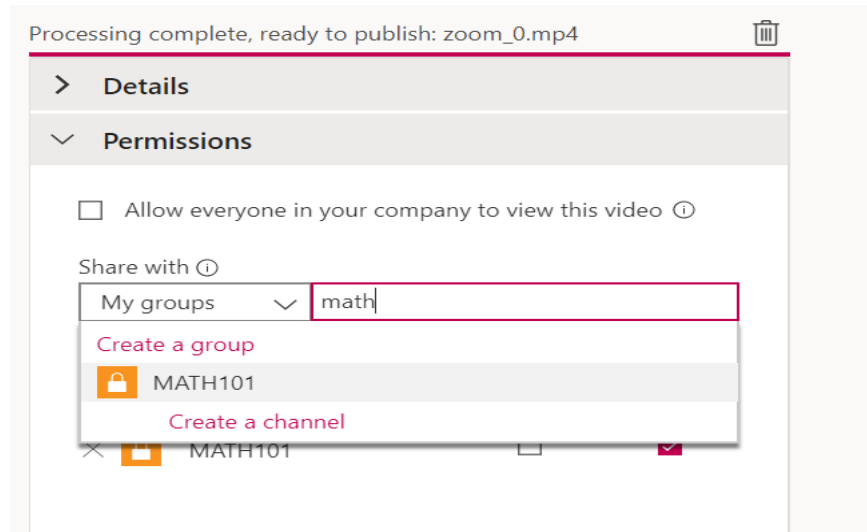 Processing complete, ready to publish: zoom_0.mp4
Details
Permissions
Allow everyone in your company to view this video
Share with
My groups math
Create a group
MATH101
Create a channel
MATH101